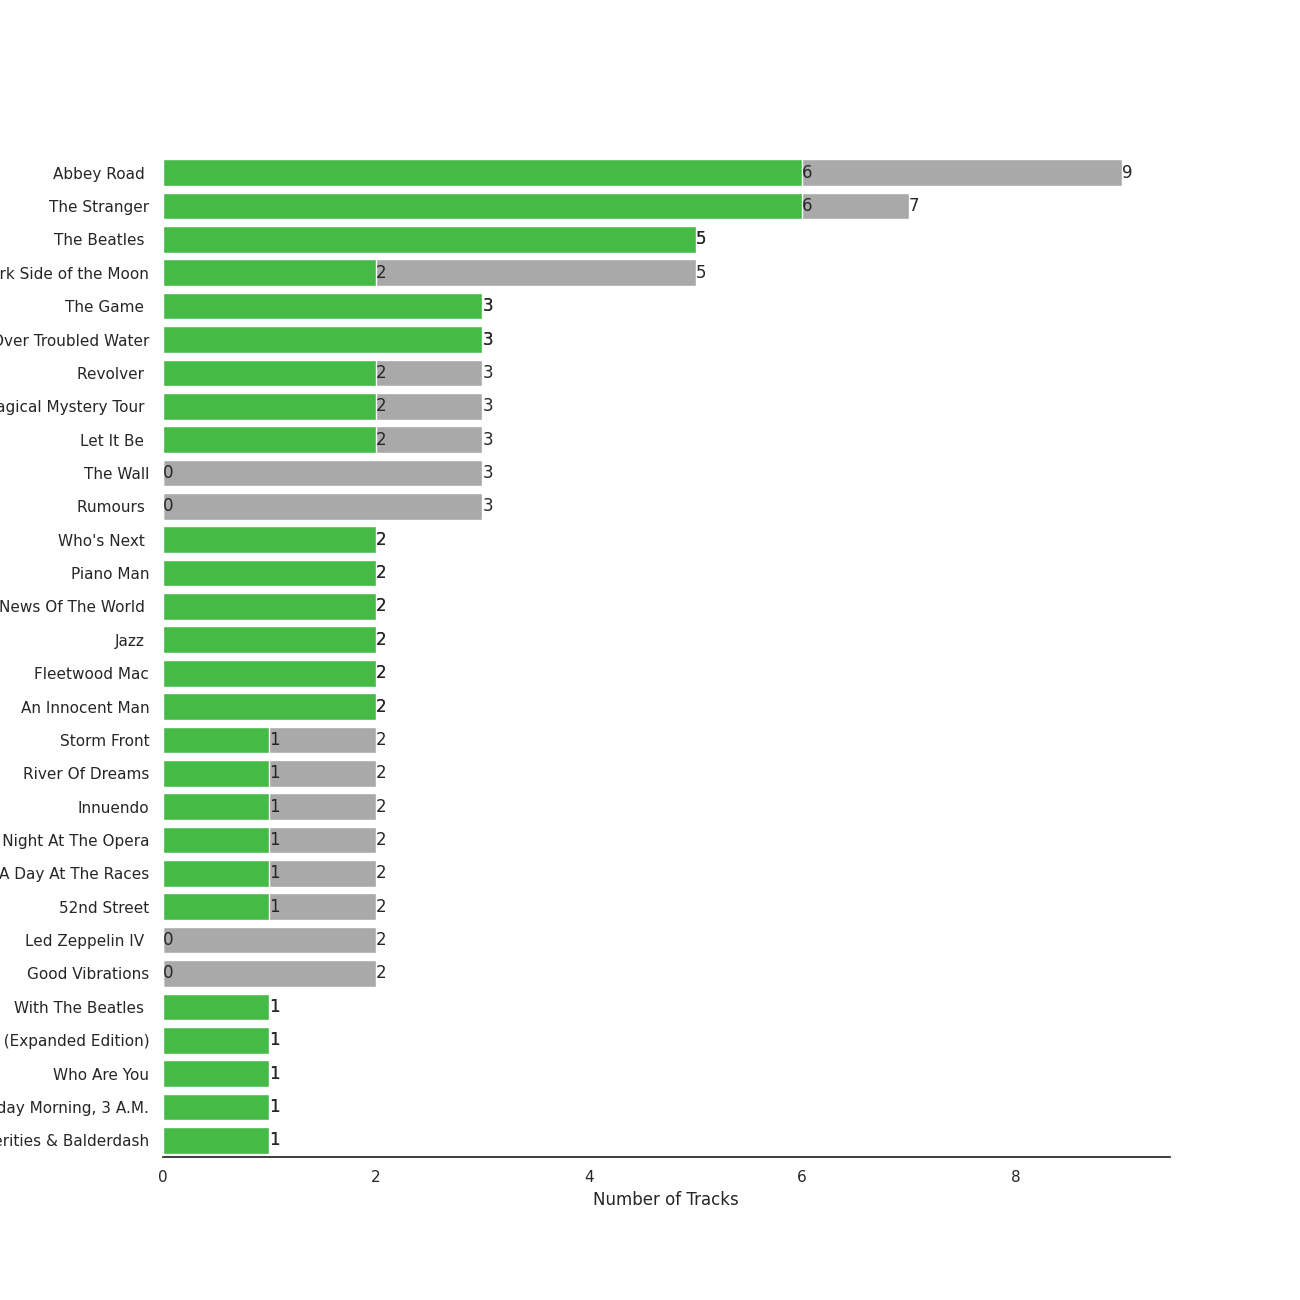 Abbey Road 6 9
The Stranger 6 7
The Beatles 5
rk Side of the Moon 2 5
The Game 3
Over Troubled Water 3
Revolver 2 3
agical Mystery Tour 2 3
Let It Be 2 3
The Wall 0 3
Rumours 0 3
Who's Next 2
Piano Man 2
News Of The World 2
Jazz 2
Fleetwood Mac 2
An Innocent Man 2
Storm Front 1 2
River Of Dreams 1 2
Innuendo 1 2
Night At The Opera 1 2
A Day At The Races 1 2
52nd Street 1 2
Led Zeppelin IV 0 2
Good Vibrations 0 2
With The Beatles 1
(Expanded Edition) 1
Who Are You 1
day Morning, 3 A.M. 1
erities & Balderdash 1
0 2 4 6 8
Number of Tracks